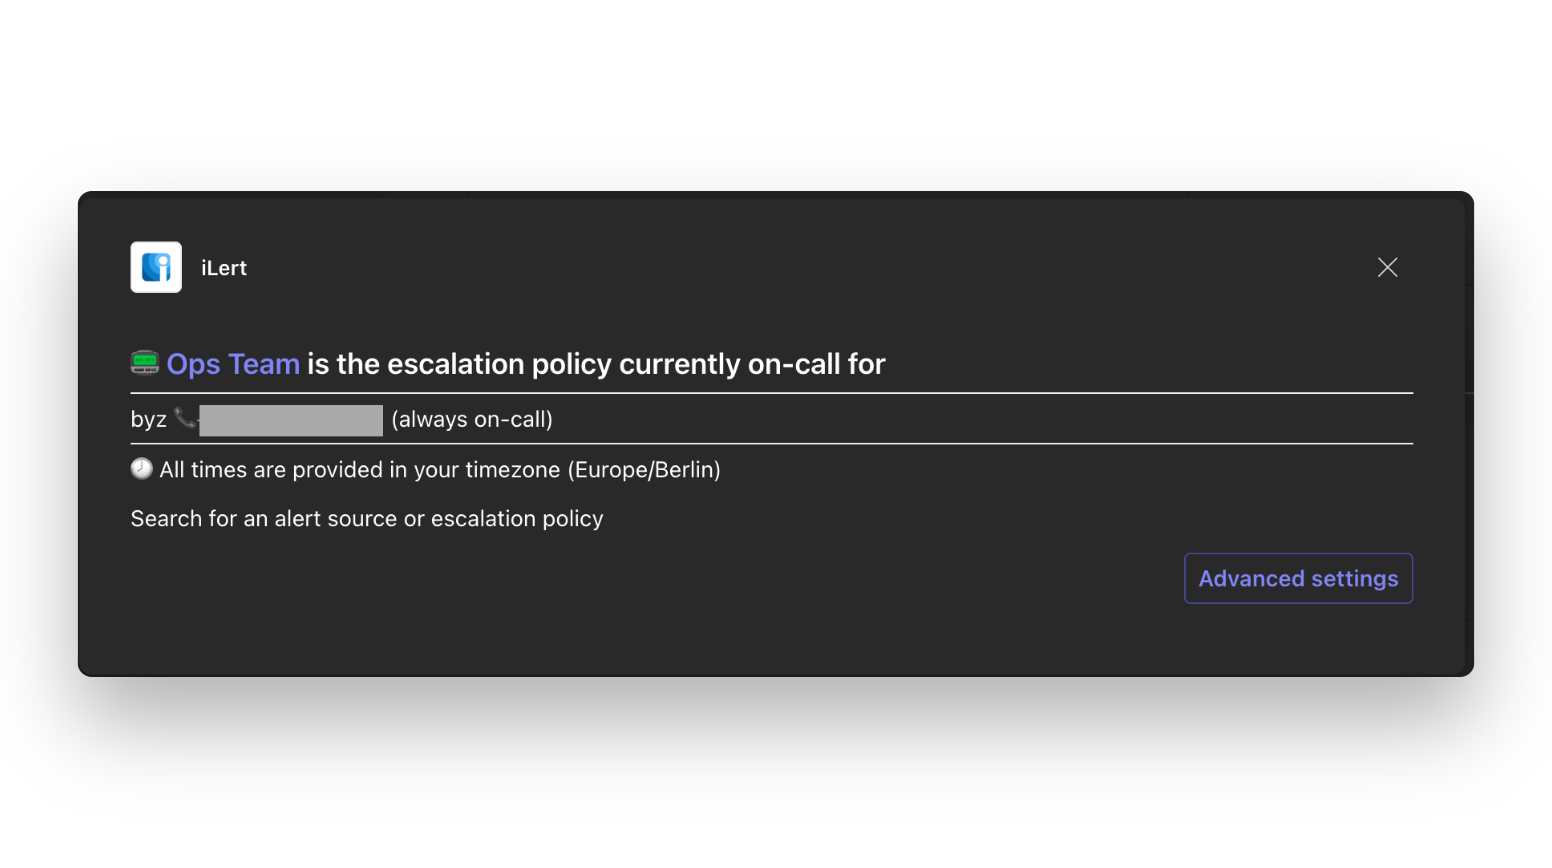 iLert
Ops Team is the escalation policy currently on-call for
byz (always on-call)
All times are provided in your timezone (Europe/Berlin)
Search for an alert source or escalation policy
Advanced settings